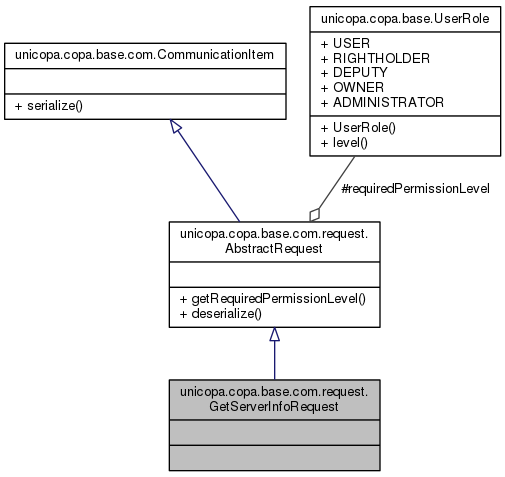 unicopa.copa.base.UserRole
+ USER
+ RIGHTHOLDER
+ DEPUTY
+ OWNER
+ ADMINISTRATOR
+ UserRole()
+ level()
unicopa.copa.base.com.CommunicationItem
+ serialize()
#requiredPermissionLevel
unicopa.copa.base.com.request.
AbstractRequest
+ getRequiredPermissionLevel()
+ deserialize()
unicopa.copa.base.com.request.
GetServerInfoRequest